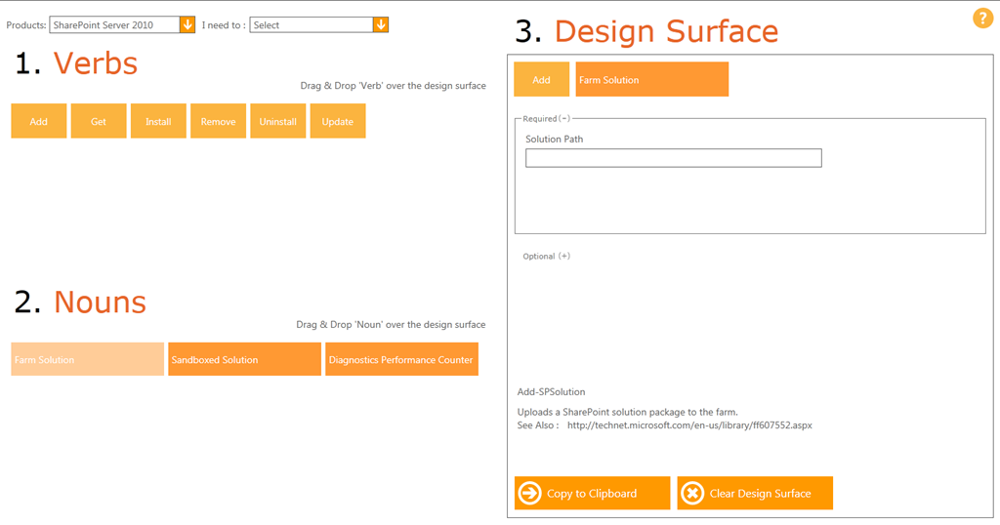 Products: SharePoint Server 2010 I need to : Select
1. Verbs
Drag & Drop 'Verb' over the design surface
Add Get Install Remove Uninstall Update
2. Nouns
Drag & Drop 'Noun' over the design surface
Farm Solution Sandboxed Solution Diagnostics Performance Counter
3. Design Surface
?
Add Farm Solution
Required (-)
Solution Path
Optional (+)
Add-SPSolution
Uploads a SharePoint solution package to the farm.
See Also : http://technet.microsoft.com/en-us/library/ff607552.aspx
Copy to Clipboard Clear Design Surface